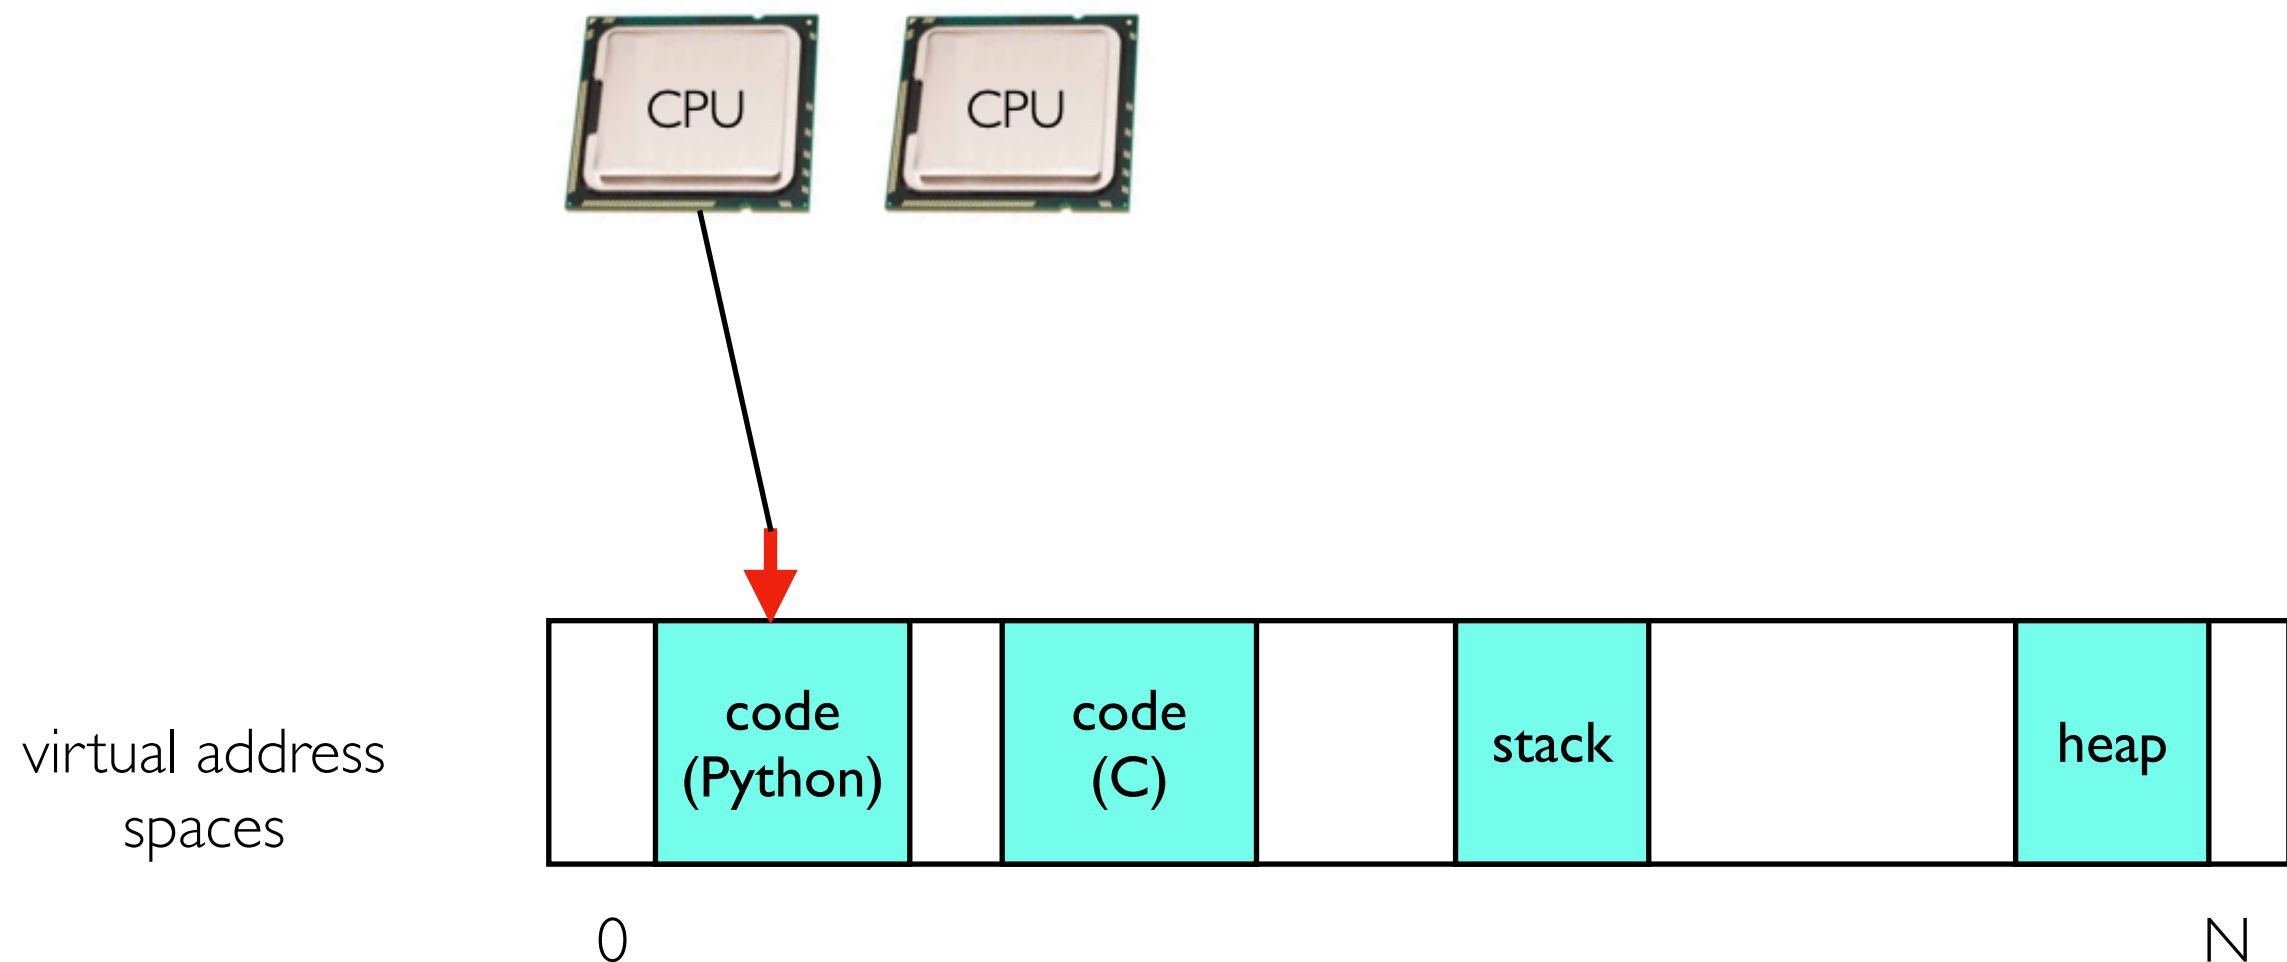 CPU
CPU
code
(Python)
code
(C)
stack
heap
virtual address
spaces
0
N